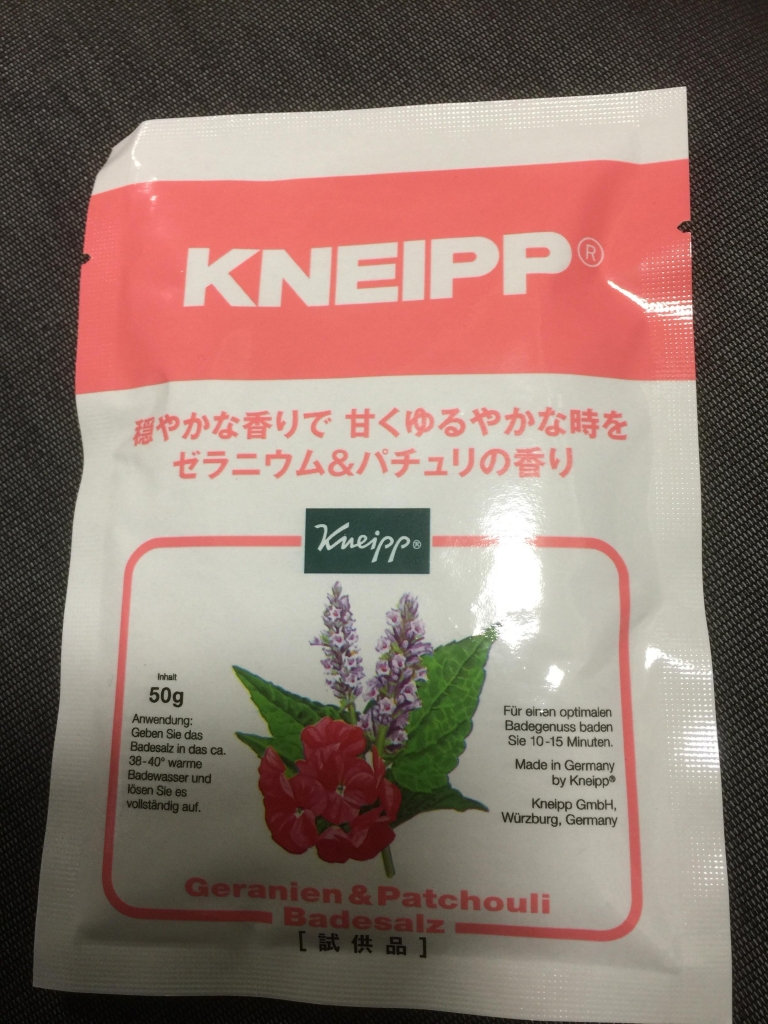 KNEIPP®
穏やかな香りで 甘くゆるやかな時を
ゼラニウム&パチュリの香り
Kneipp®
Inhalt
50g
Anwendung:
Geben Sie das
Badesalz in das ca.
38-40° warme
Badewasser und
lösen Sie es
vollständig auf.
Für einen optimalen
Badegenuss baden
Sie 10-15 Minuten.
Made in Germany
by Kneipp®
Kneipp GmbH,
Würzburg, Germany
Geranien & Patchouli
Badesalz
[試供品]